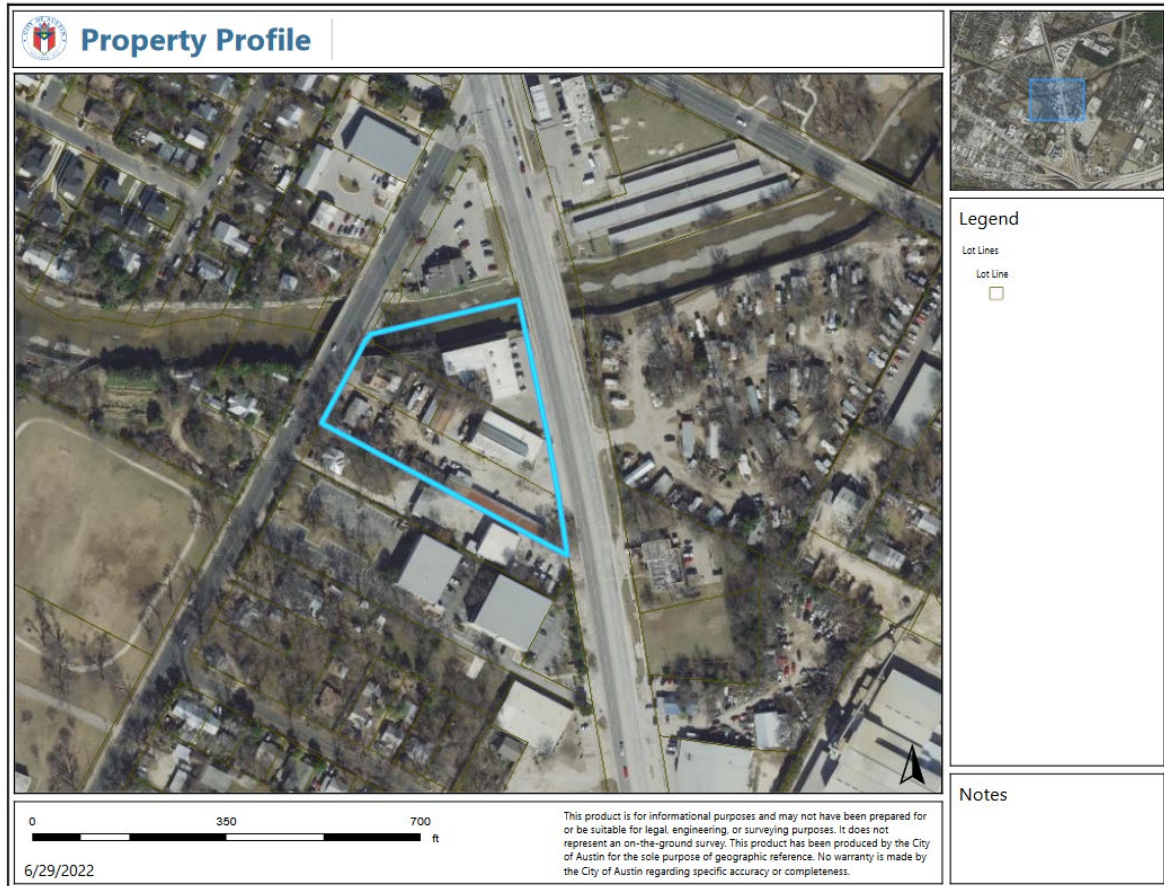 Property Profile
Legend
Lot Lines
Lot Line
Notes
0 350 700
ft
6/29/2022
This product is for informational purposes and may not have been prepared for
or be suitable for legal, engineering, or surveying purposes. It does not
represent an on-the-ground survey. This product has been produced by the City
of Austin for the sole purpose of geographic reference. No warranty is made by
the City of Austin regarding specific accuracy or completeness.